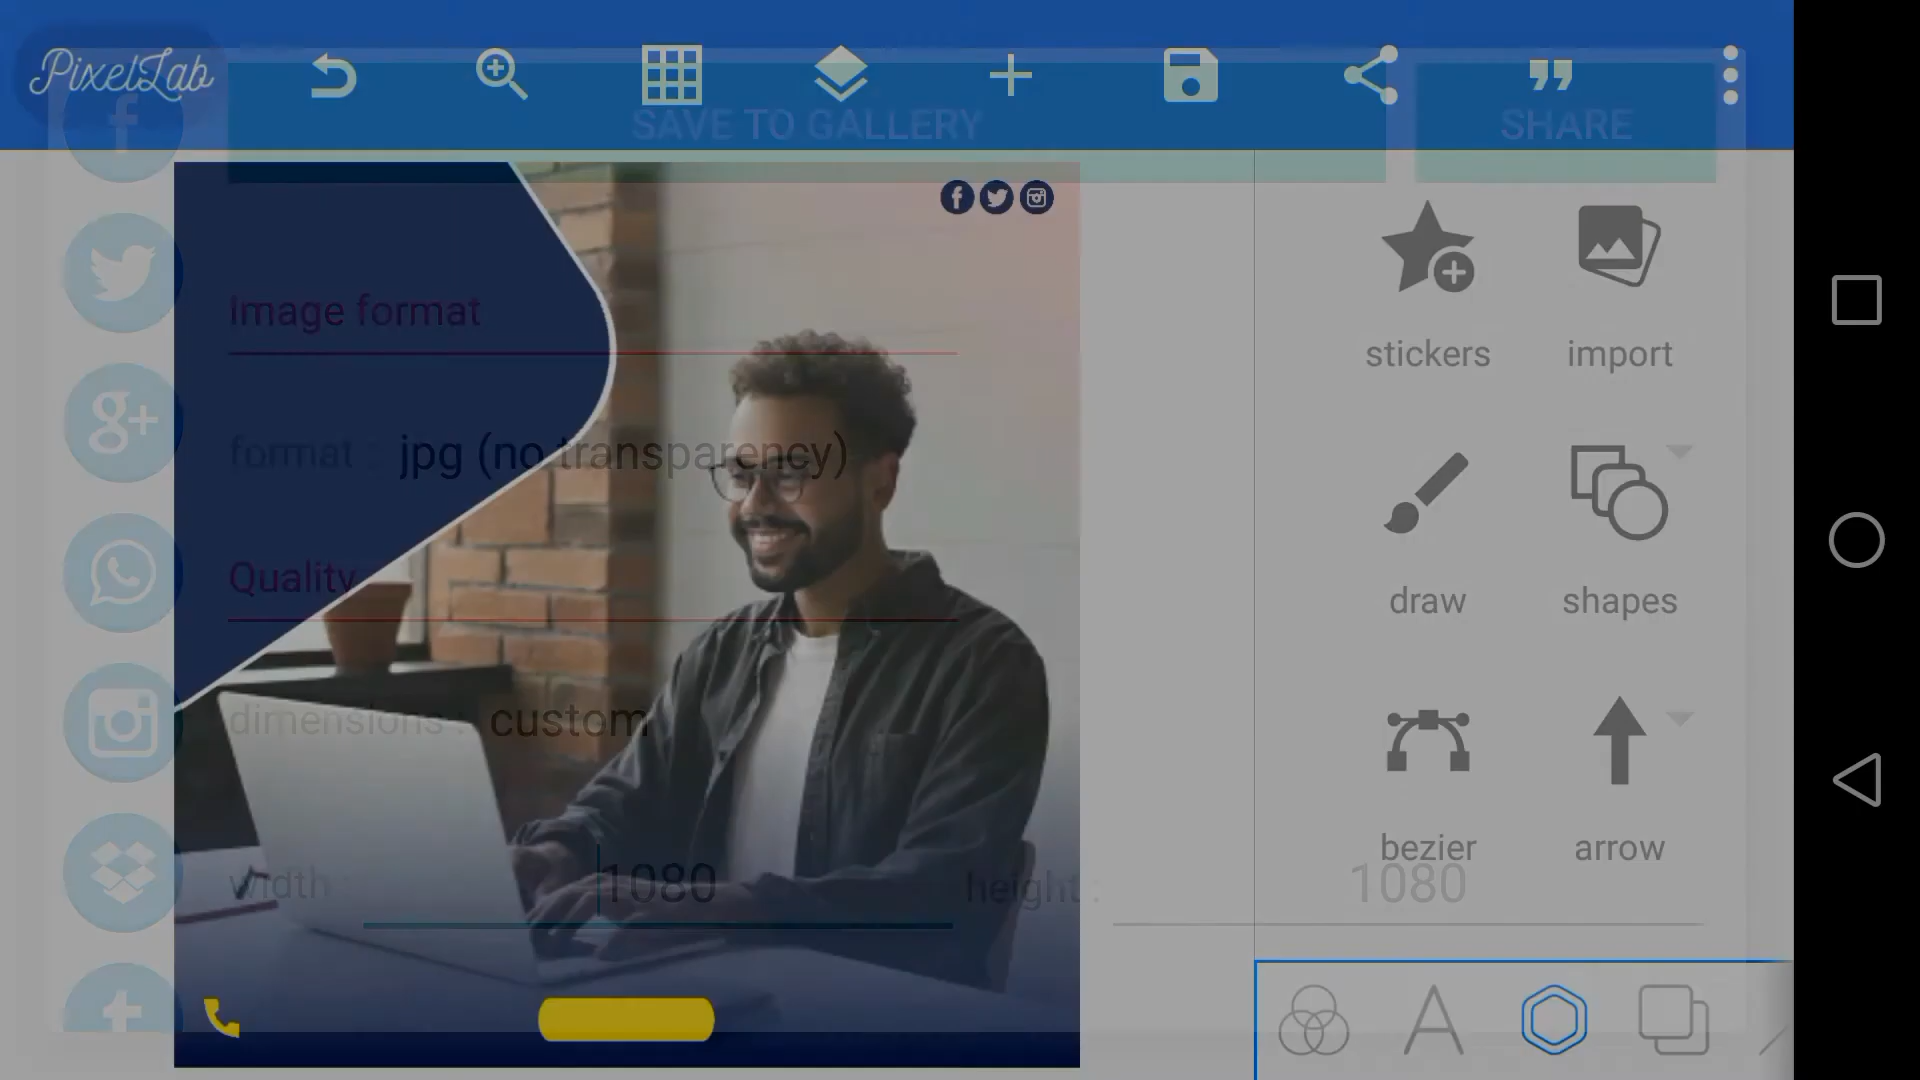 PixelLab
SAVE TO GALLERY
SHARE
Image format
format : jpg (no transparency)
Quality
dimensions : custom
width : 1080
height : 1080
stickers
import
draw
shapes
bezier
arrow